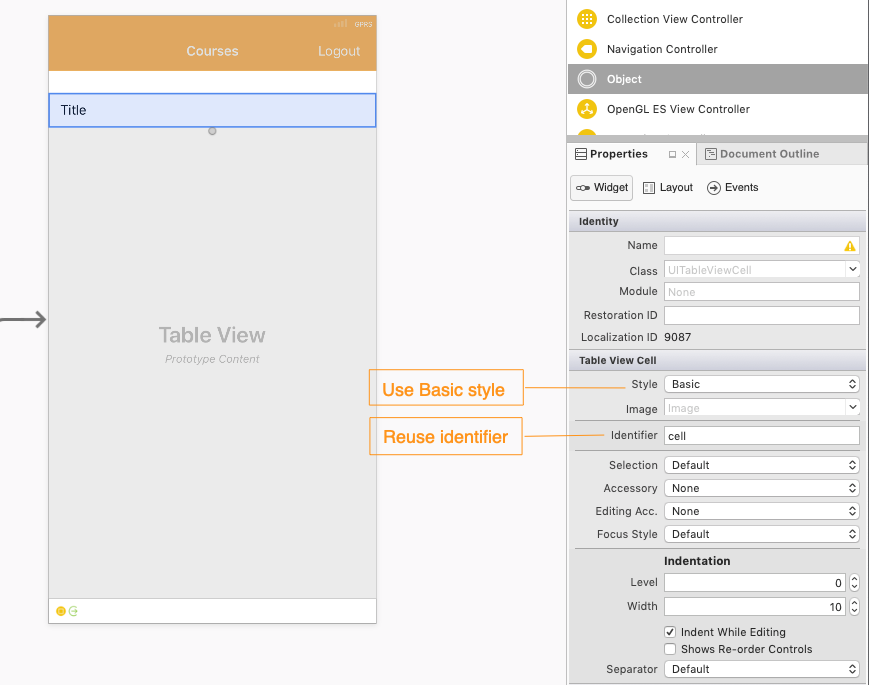 GPRS
Courses
Logout
Title
Table View
Prototype Content
Use Basic style
Reuse identifier
Collection View Controller
Navigation Controller
Object
OpenGL ES View Controller
Properties
Document Outline
Widget
Layout
Events
Identity
Name
Class UITableViewCell
Module None
Restoration ID
Localization ID 9087
Table View Cell
Style Basic
Image Image
Identifier cell
Selection Default
Accessory None
Editing Acc. None
Focus Style Default
Indentation
Level 0
Width 10
Indent While Editing
Shows Re-order Controls
Separator Default